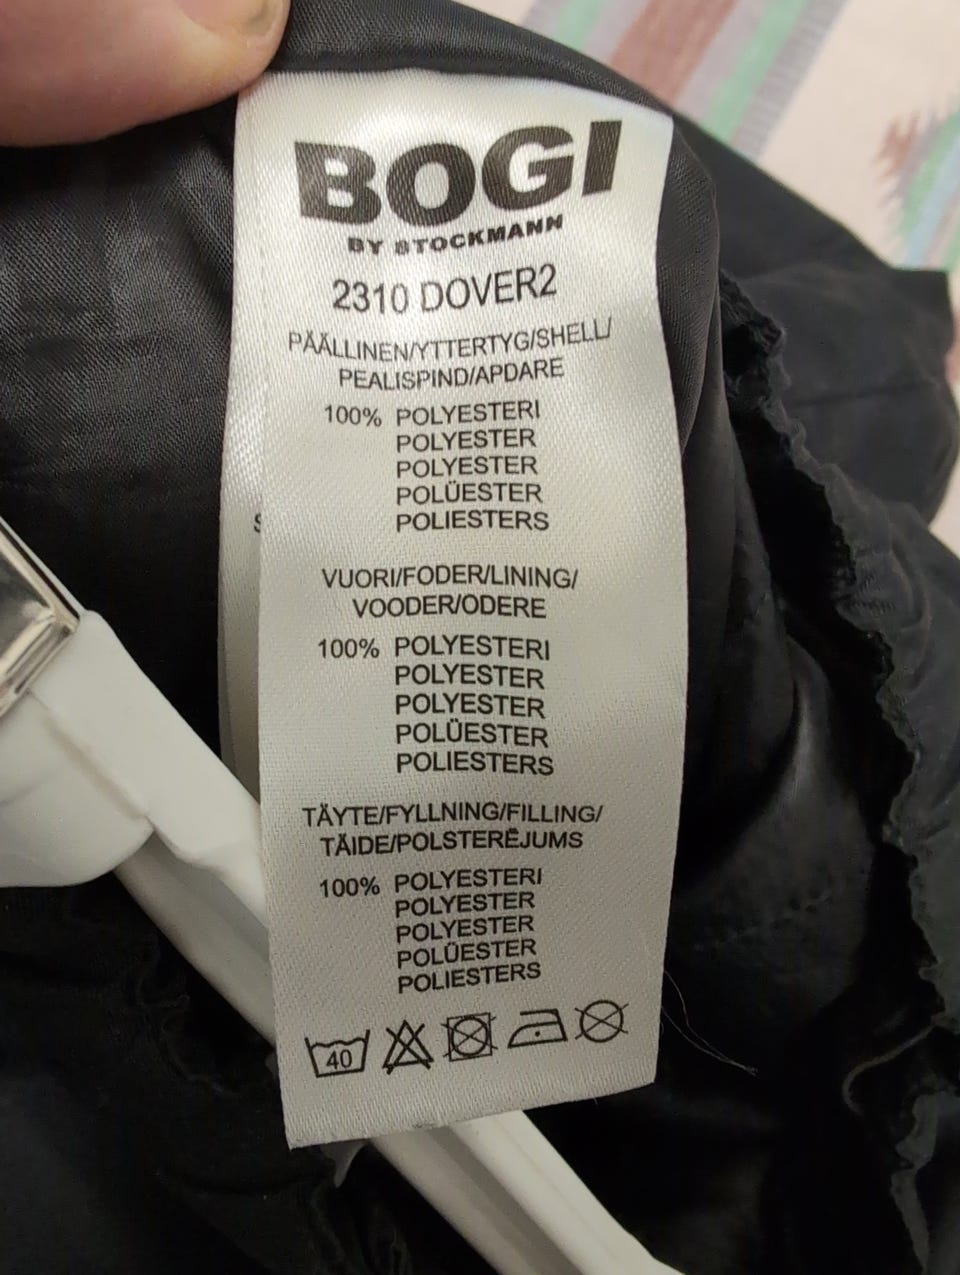 BOGI
BY STOCKMANN
2310 DOVER2
PÄÄLLINEN/YTTERTYG/SHELL/
PEALISPIND/APDARE
100% POLYESTERI
POLYESTER
POLYESTER
POLÜESTER
POLIESTERS
VUORI/FODER/LINING/
VOODER/ODERE
100% POLYESTERI
POLYESTER
POLYESTER
POLÜESTER
POLIESTERS
TÄYTE/FYLLNING/FILLING/
TÄIDE/POLSTERĒJUMS
100% POLYESTERI
POLYESTER
POLYESTER
POLÜESTER
POLIESTERS
40